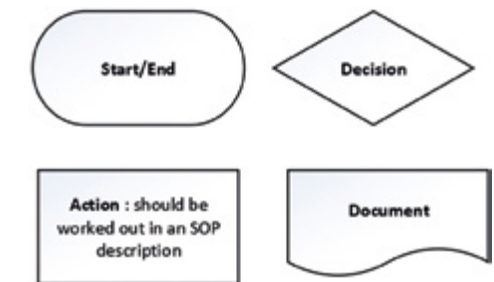 Start/End
Decision
Action : should be
worked out in an SOP
description
Document